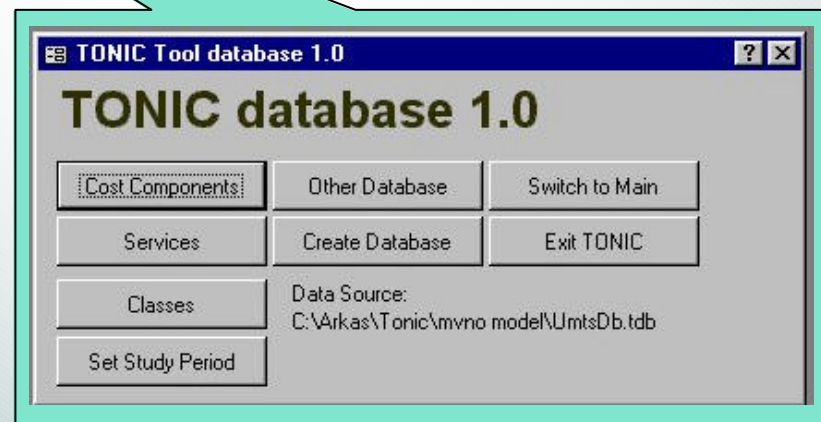 TONIC Tool database 1.0
TONIC database 1.0
Cost Components Other Database Switch to Main
Services Create Database Exit TONIC
Classes Data Source:
C:\Arkas\Tonic\mvno model\UmtsDb.tdb
Set Study Period